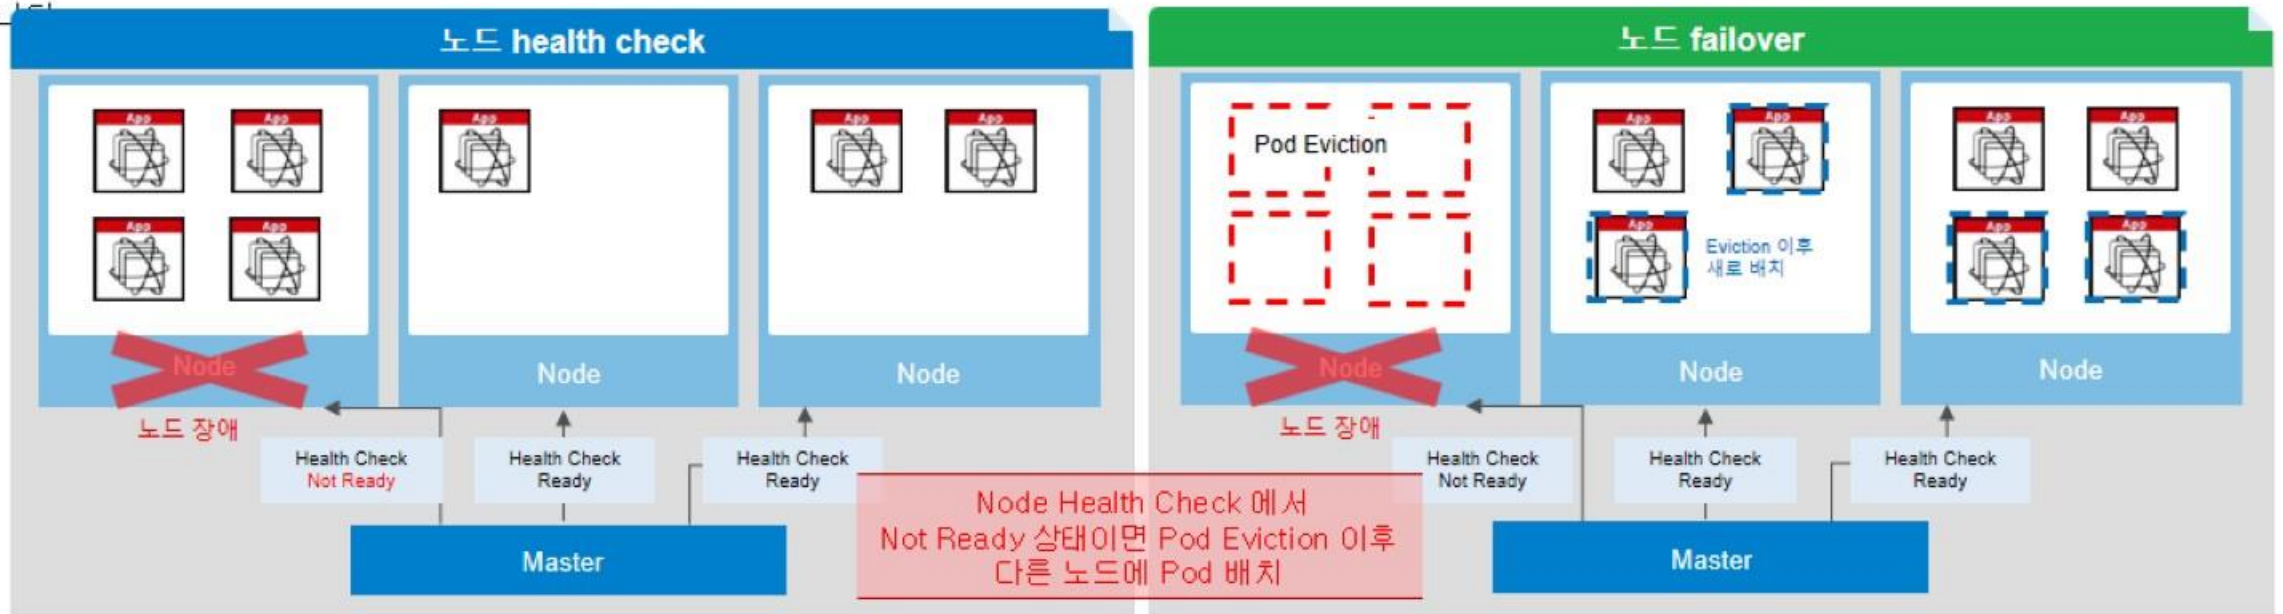 노드 health check
App
App
App
App
App
App
App
Node
Node
Node
노드 장애
Health Check
Not Ready
Health Check
Ready
Health Check
Ready
Master
노드 failover
Pod Eviction
App
App
App
Eviction 이후
새로 배치
App
App
App
App
Node
Node
Node
노드 장애
Health Check
Not Ready
Health Check
Ready
Health Check
Ready
Master
Node Health Check 에서
Not Ready 상태이면 Pod Eviction 이후
다른 노드에 Pod 배치